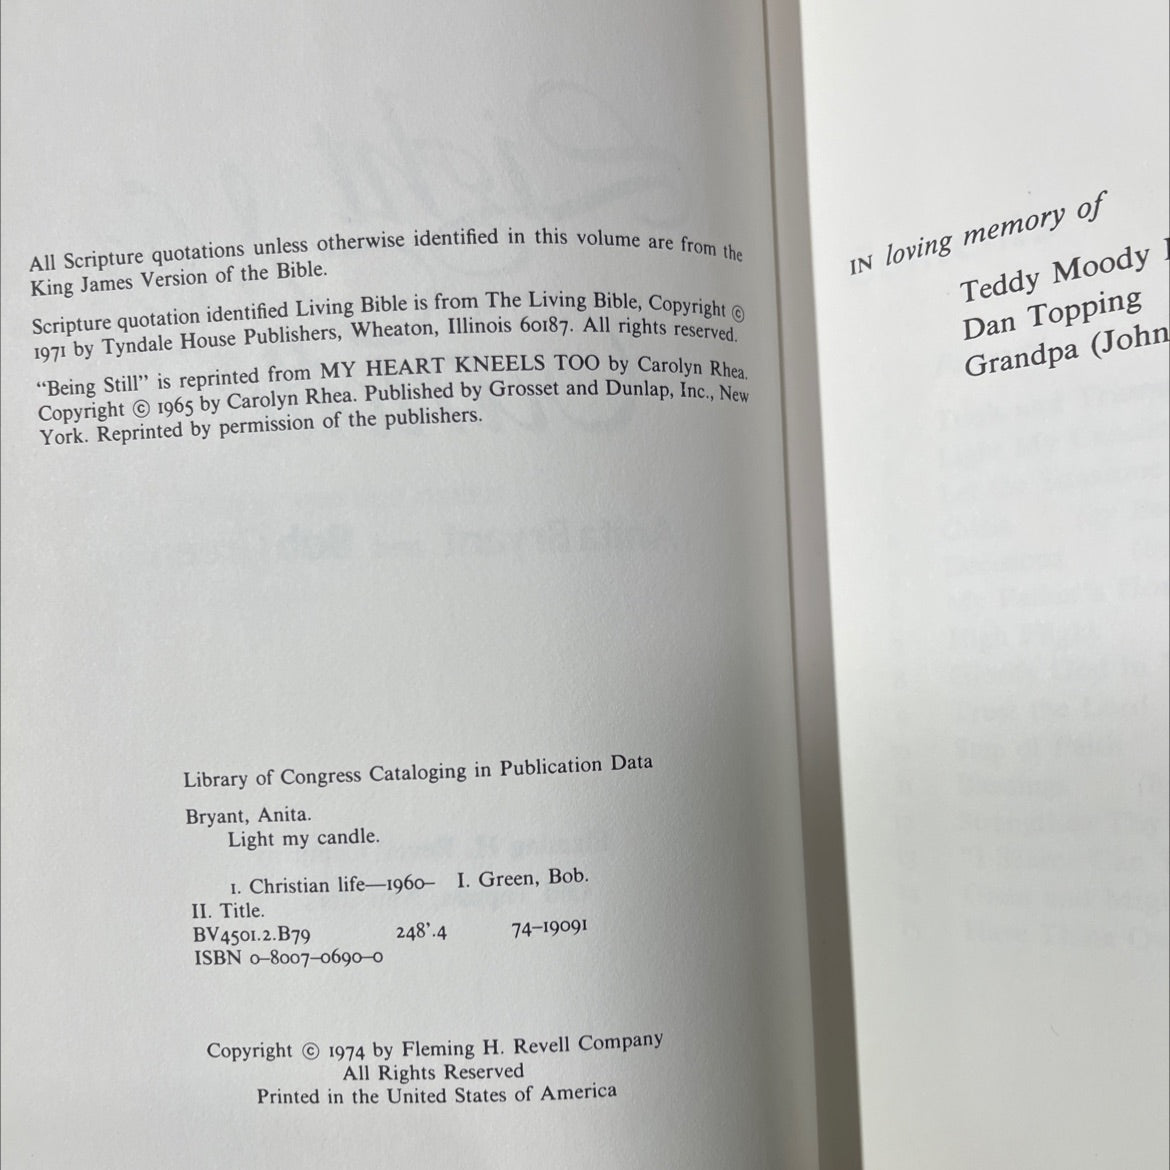 All Scripture quotations unless otherwise identified in this volume are from the
King James Version of the Bible.
Scripture quotation identified Living Bible is from The Living Bible, Copyright ©
1971 by Tyndale House Publishers, Wheaton, Illinois 60187. All rights reserved.
“Being Still” is reprinted from MY HEART KNEELS TOO by Carolyn Rhea.
Copyright © 1965 by Carolyn Rhea. Published by Grosset and Dunlap, Inc., New
York. Reprinted by permission of the publishers.
Library of Congress Cataloging in Publication Data
Bryant, Anita.
Light my candle.
1. Christian life—1960– I. Green, Bob.
II. Title.
BV4501.2.B79 248'.4 74–19091
ISBN 0–8007–0690–0
Copyright © 1974 by Fleming H. Revell Company
All Rights Reserved
Printed in the United States of America
IN loving memory of
Teddy Moody
Dan Topping
Grandpa (John